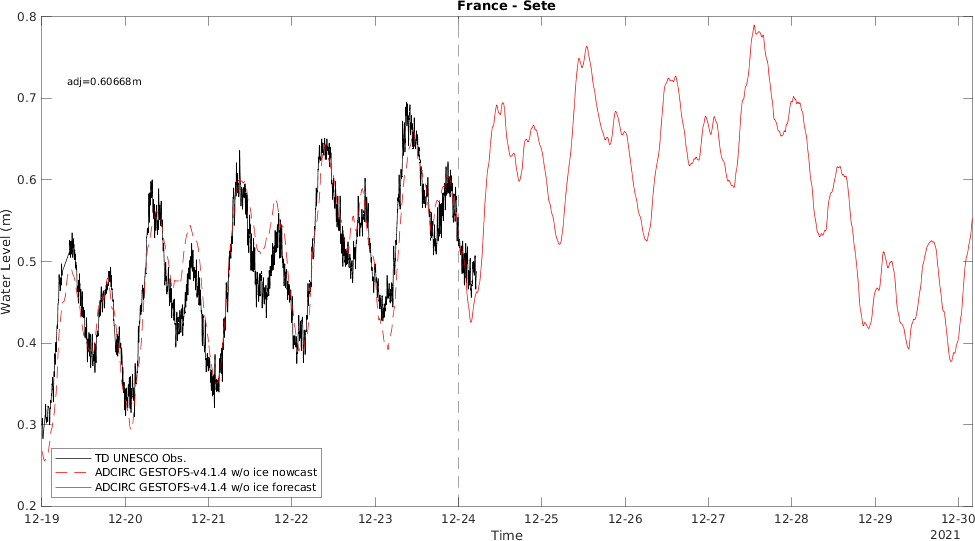 France - Sete
0.8
0.7
0.6
0.5
0.4
0.3
0.2
Water Level (m)
adj=0.60668m
TD UNESCO Obs.
ADCIRC GESTOFS-v4.1.4 w/o ice nowcast
ADCIRC GESTOFS-v4.1.4 w/o ice forecast
12-19 12-20 12-21 12-22 12-23 12-24 12-25 12-26 12-27 12-28 12-29 12-30
Time
2021